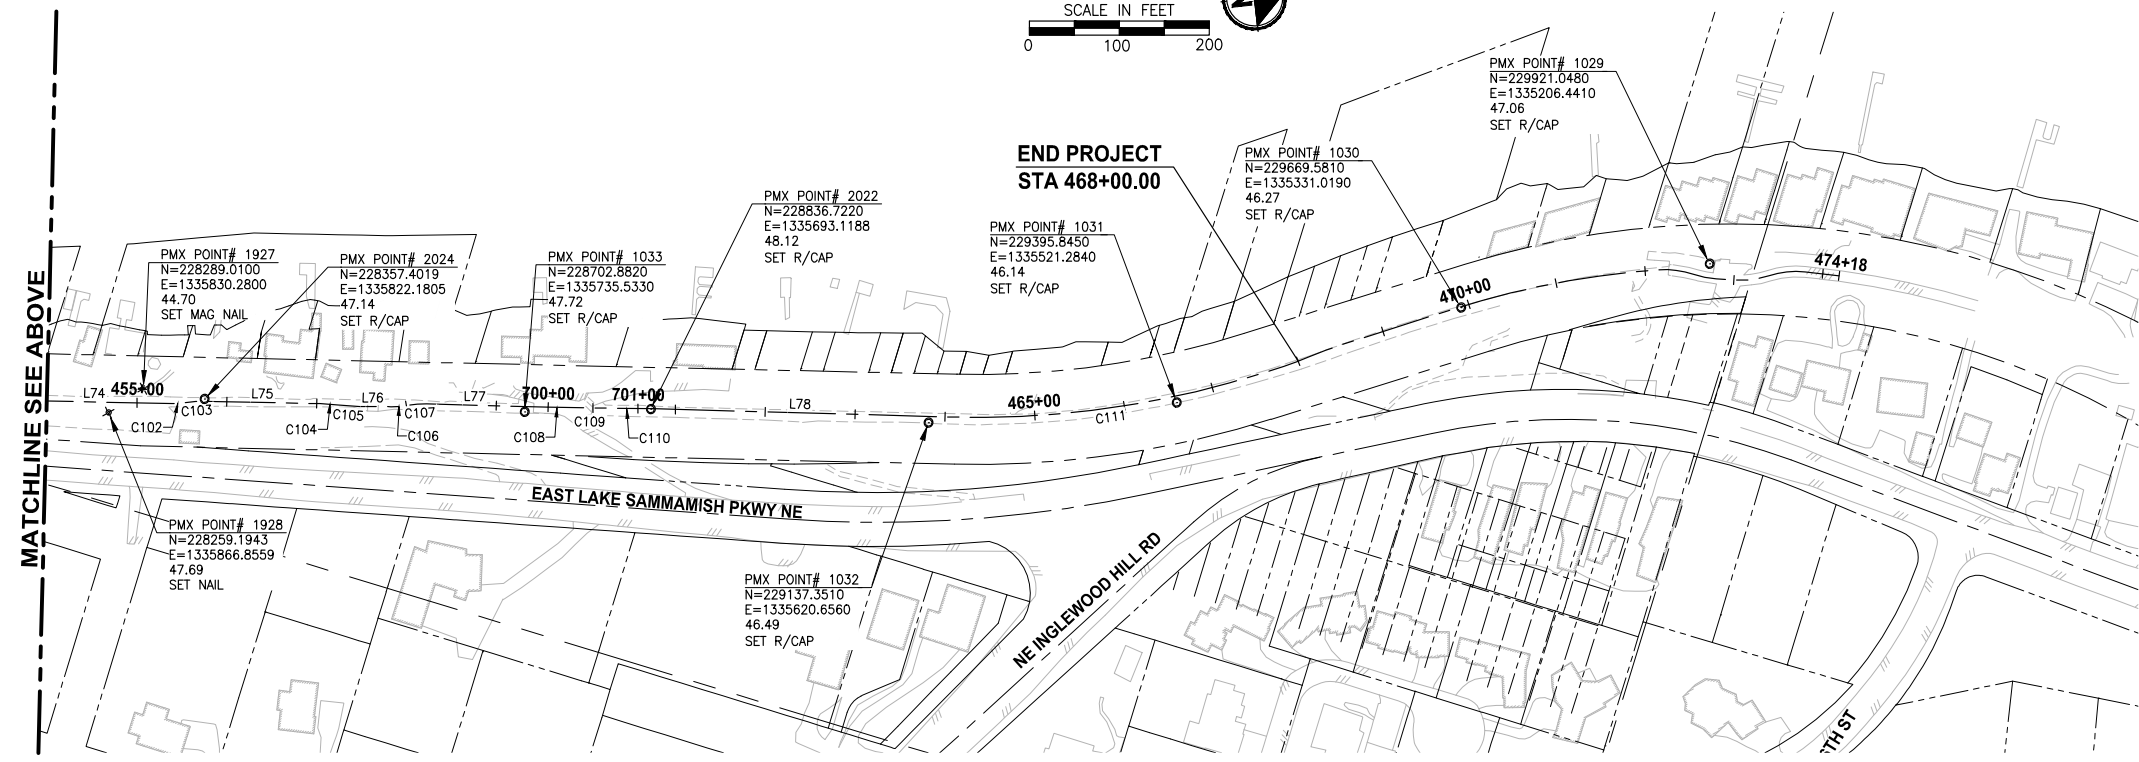 SCALE IN FEET
0 100 200
PMX POINT# 1029
N=229921.0480
E=1335206.4410
47.06
SET R/CAP
END PROJECT
STA 468+00.00
PMX POINT# 1030
N=229669.5810
E=1335331.0190
46.27
SET R/CAP
PMX POINT# 2022
N=228836.7220
E=1335693.1188
48.12
SET R/CAP
PMX POINT# 1031
N=229395.8450
E=1335521.2840
46.14
SET R/CAP
PMX POINT# 1927
N=228289.0100
E=1335830.2800
44.70
SET MAG NAIL
PMX POINT# 2024
N=228357.4019
E=1335822.1805
47.14
SET R/CAP
PMX POINT# 1033
N=228702.8820
E=1335735.5330
47.72
SET R/CAP
474+18
470+00
MATCHLINE SEE ABOVE
L74
455+00
C103
L75
L76
C107
L77
700+00
701+00
L78
465+00
C111
C102
C104
C105
C106
C108
C109
C110
EAST LAKE SAMMAMISH PKWY NE
PMX POINT# 1928
N=228259.1943
E=1335866.8559
47.69
SET NAIL
PMX POINT# 1032
N=229137.3510
E=1335620.6560
46.49
SET R/CAP
NE INGLEWOOD HILL RD
ST